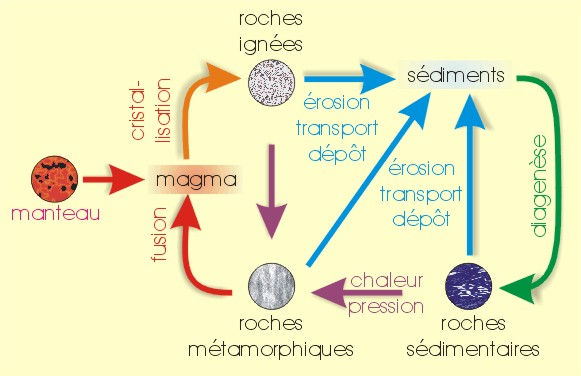 roches
ignées
sédiments
cristal-
lisation
érosion
transport
dépôt
érosion
transport
dépôt
diagenèse
magma
manteau
fusion
chaleur
pression
roches
métamorphiques
roches
sédimentaires